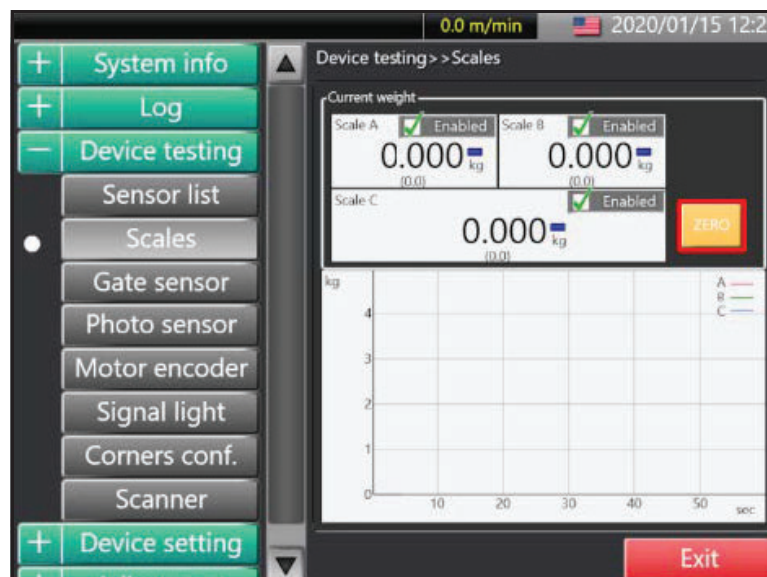 0.0 m/min 2020/01/15 12:2
+ System info
+ Log
− Device testing
Sensor list
Scales
Gate sensor
Photo sensor
Motor encoder
Signal light
Corners conf.
Scanner
+ Device setting
Device testing>>Scales
Current weight
Scale A Enabled
0.000 kg
(0.0)
Scale B Enabled
0.000 kg
(0.0)
Scale C Enabled
0.000 kg
(0.0)
ZERO
kg
A
B
C
4
3
2
1
0
10 20 30 40 50 sec
Exit